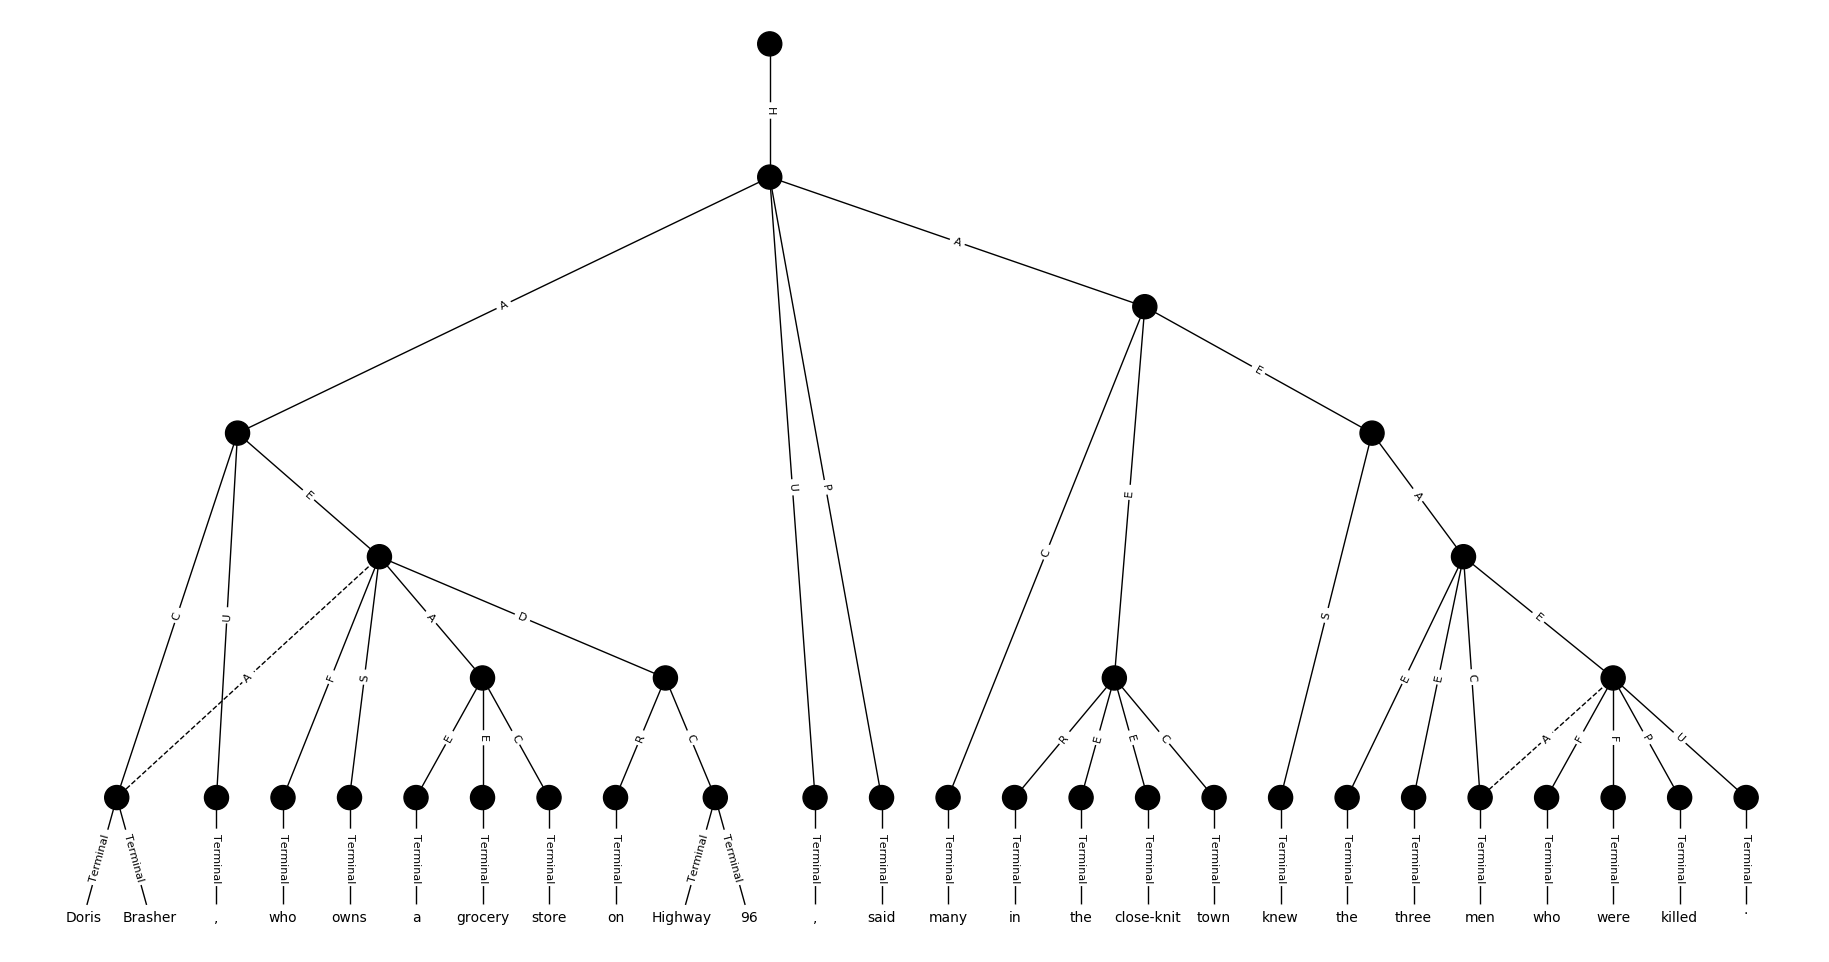 H
A
A
E
E
A
U
P
E
C
C
U
A
D
S
E
A
F
S
E
E
C
E
E
E
C
R
C
R
E
E
C
A
F
F
P
U
Terminal Terminal Terminal Terminal Terminal Terminal Terminal Terminal Terminal Terminal Terminal Terminal Terminal Terminal Terminal Terminal Terminal Terminal Terminal Terminal Terminal Terminal Terminal Terminal Terminal Terminal
Doris Brasher , who owns a grocery store on Highway 96 , said many in the close-knit town knew the three men who were killed .